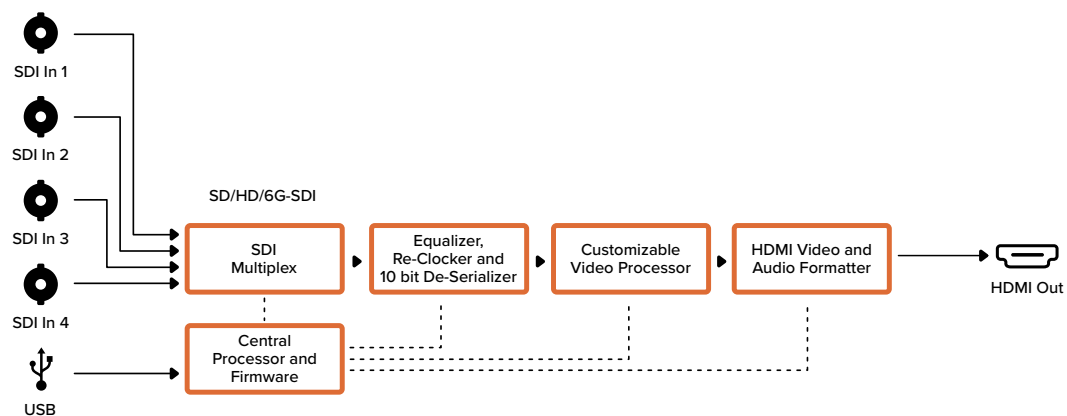 SDI In 1
SDI In 2
SDI In 3
SDI In 4
USB
SD/HD/6G-SDI
SDI
Multiplex
Equalizer,
Re-Clocker and
10 bit De-Serializer
Customizable
Video Processor
HDMI Video and
Audio Formatter
HDMI Out
Central
Processor and
Firmware